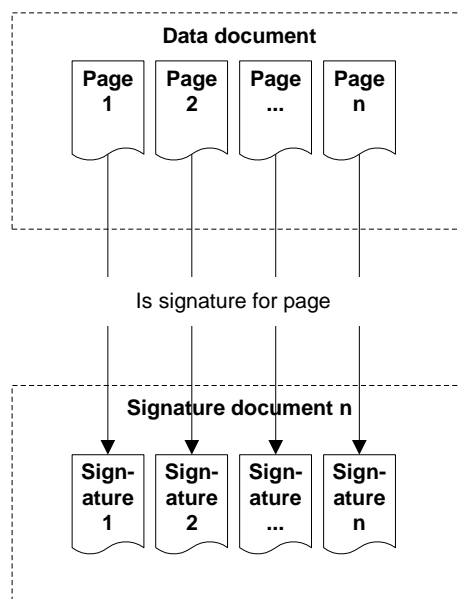 Data document
Page
1
Page
2
Page
...
Page
n
Is signature for page
Signature document n
Sign-
ature
1
Sign-
ature
2
Sign-
ature
...
Sign-
ature
n